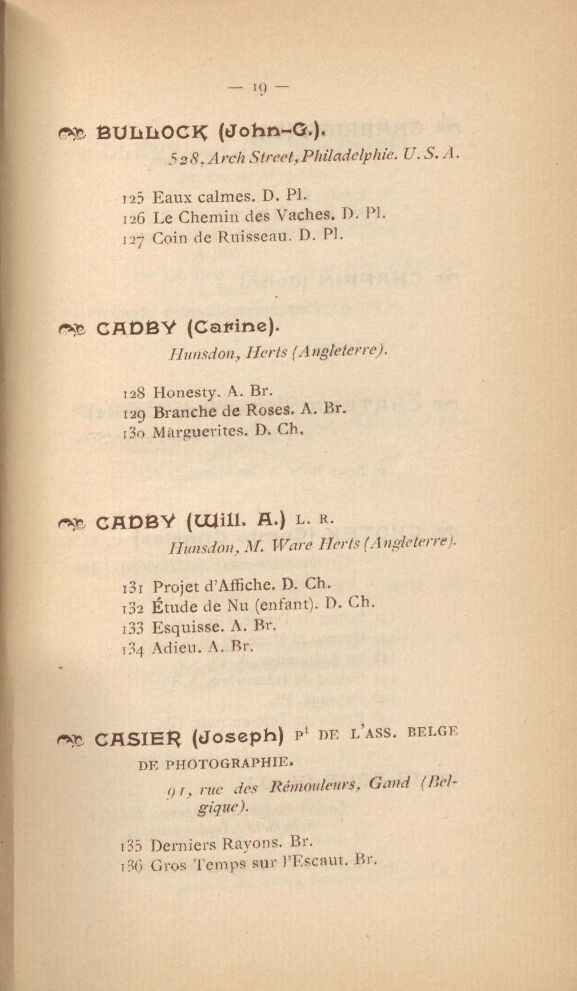 — 19 —
BULLOCK (John-G.).
528, Arch Street, Philadelphie. U. S. A.
125 Eaux calmes. D. Pl.
126 Le Chemin des Vaches. D. Pl.
127 Coin de Ruisseau. D. Pl.
CADBY (Carine).
Hunsdon, Herts (Angleterre).
128 Honesty. A. Br.
129 Branche de Roses. A. Br.
130 Marguerites. D. Ch.
CADBY (Will. A.) L. R.
Hunsdon, M. Ware Herts (Angleterre).
131 Projet d'Affiche. D. Ch.
132 Étude de Nu (enfant). D. Ch.
133 Esquisse. A. Br.
134 Adieu. A. Br.
CASIER (Joseph) Pt DE L'ASS. BELGE
DE PHOTOGRAPHIE.
91, rue des Rémouleurs, Gand (Bel-
gique).
135 Derniers Rayons. Br.
136 Gros Temps sur l'Escaut. Br.